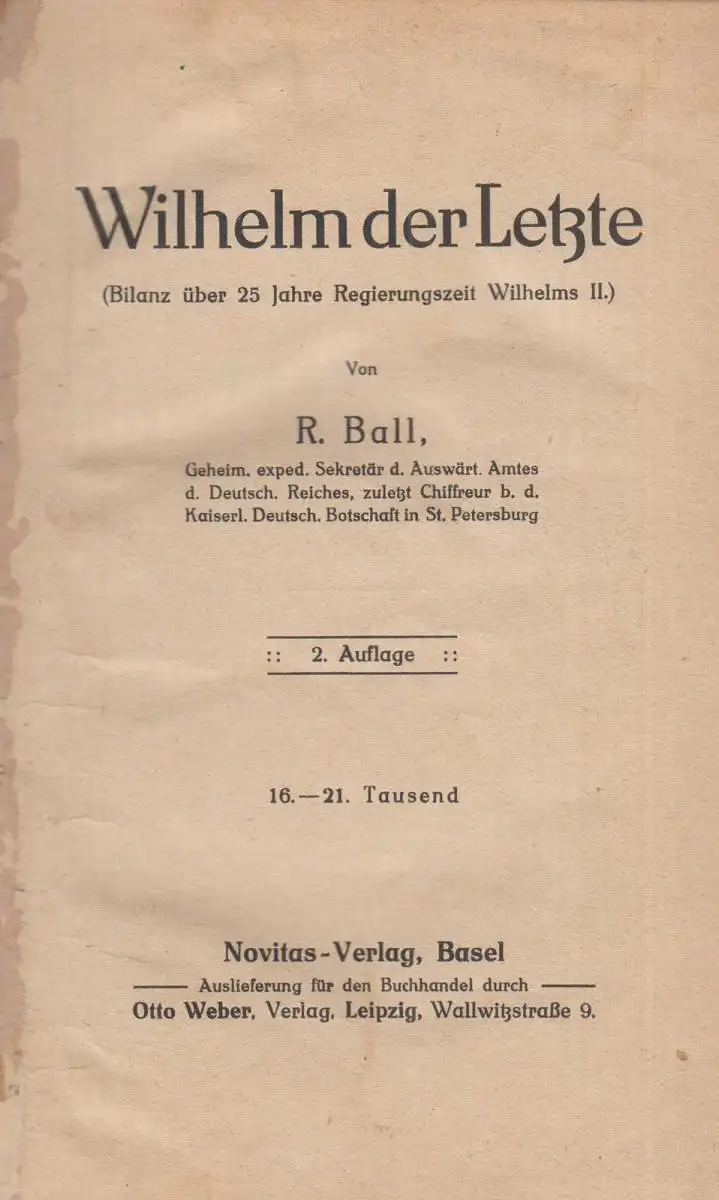 Wilhelm der Letzte
(Bilanz über 25 Jahre Regierungszeit Wilhelms II.)
Von
R. Ball,
Geheim. exped. Sekretär d. Auswärt. Amtes
d. Deutsch. Reiches, zuletzt Chiffreur b. d.
Kaiserl. Deutsch. Botschaft in St. Petersburg
:: 2. Auflage ::
16.—21. Tausend
Novitas-Verlag, Basel
Auslieferung für den Buchhandel durch
Otto Weber, Verlag, Leipzig, Wallwitzstraße 9.